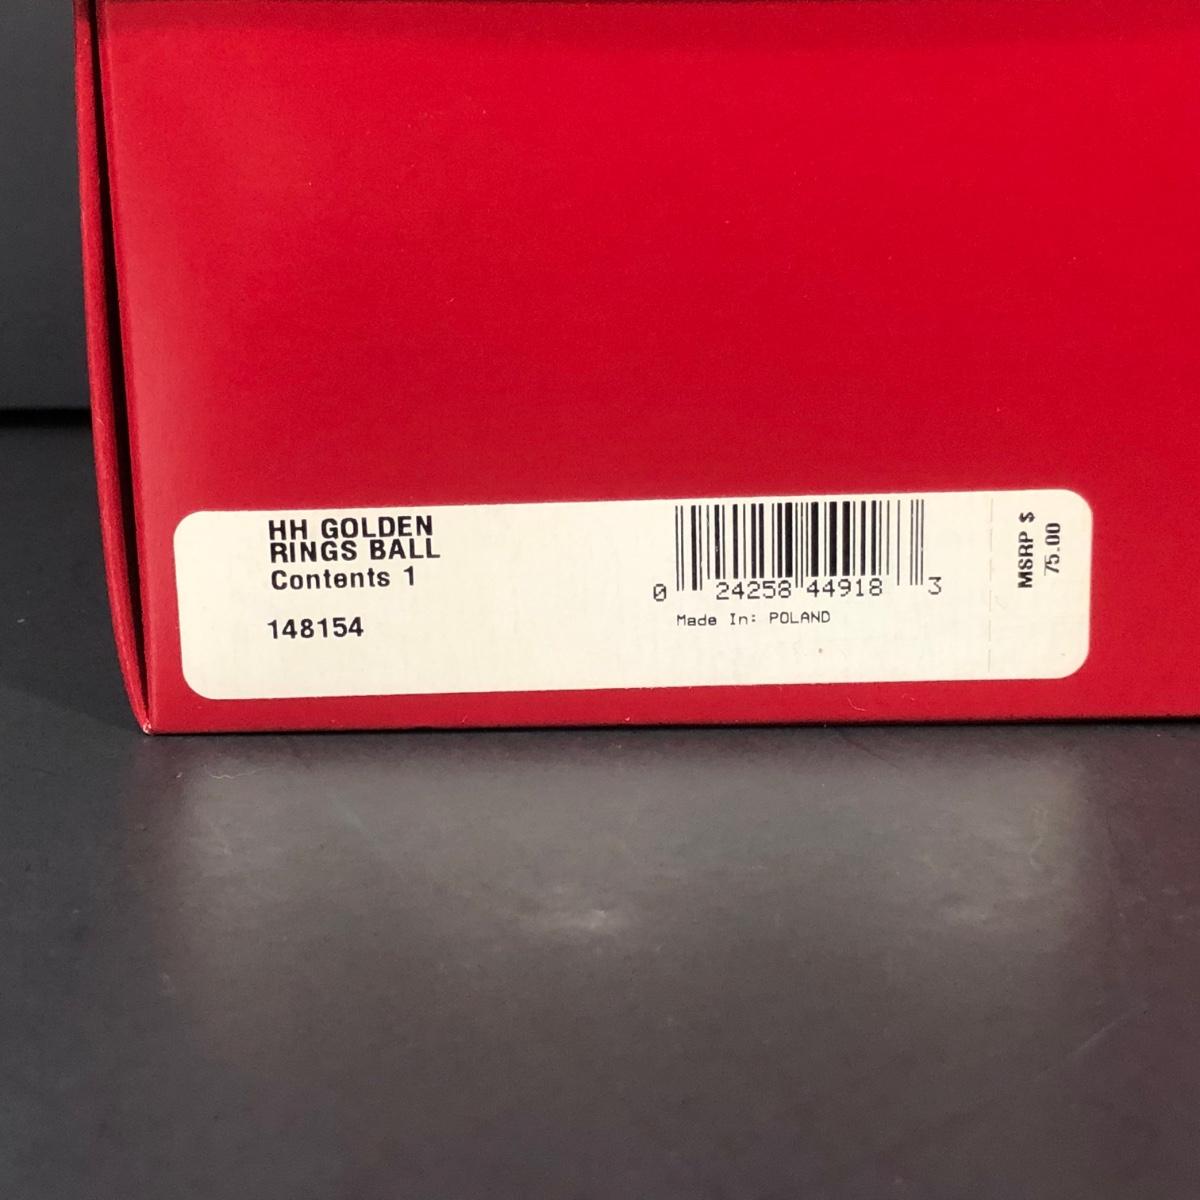 HH GOLDEN
RINGS BALL
Contents 1
148154
0 24258 44918 3
Made In: POLAND
MSRP $
75.00